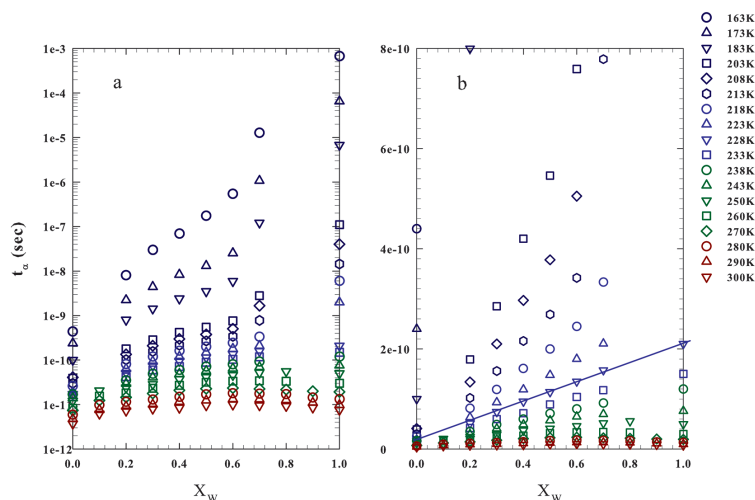 a
1e-3
1e-4
1e-5
1e-6
1e-7
1e-8
1e-9
1e-10
1e-11
1e-12
tα (sec)
0.0 0.2 0.4 0.6 0.8 1.0
XW
b
8e-10
6e-10
4e-10
2e-10
0
0.0 0.2 0.4 0.6 0.8 1.0
XW
163K
173K
183K
203K
208K
213K
218K
223K
228K
233K
238K
243K
250K
260K
270K
280K
290K
300K